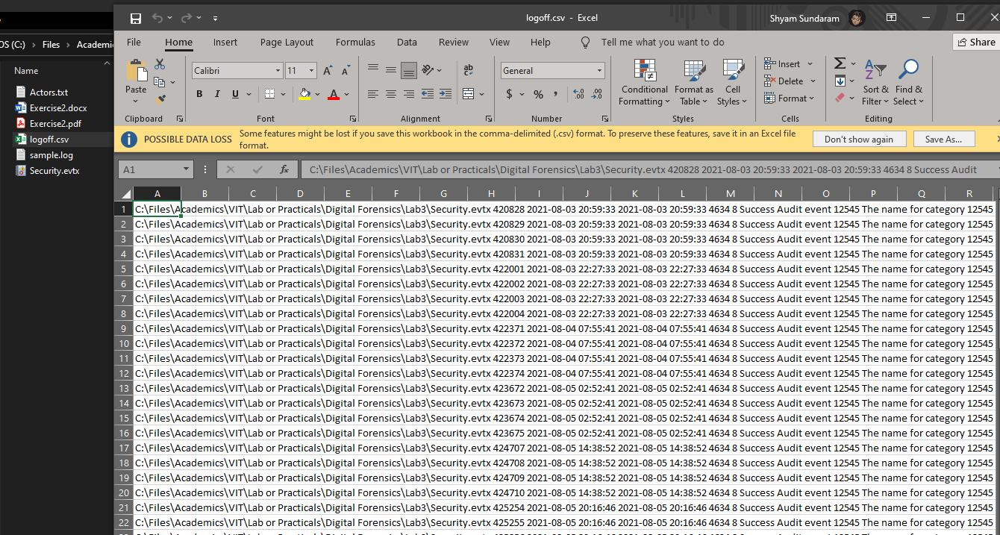 logoff.csv - Excel
Shyam Sundaram
OS (C:) > Files > Academic
File Home Insert Page Layout Formulas Data Review View Help Tell me what you want to do
Share
Name
Actors.txt
Exercise2.docx
Exercise2.pdf
logoff.csv
sample.log
Security.evtx
Paste
Clipboard
Calibri 11
B I U
Font
ab
Alignment
General
$ % ,
Number
Conditional Formatting
Format as Table
Cell Styles
Styles
Insert
Delete
Format
Cells
Sort & Filter
Find & Select
Editing
POSSIBLE DATA LOSS Some features might be lost if you save this workbook in the comma-delimited (.csv) format. To preserve these features, save it in an Excel file
format.
Don't show again
Save As...
A1 fx C:\Files\Academics\VIT\Lab or Practicals\Digital Forensics\Lab3\Security.evtx 420828 2021-08-03 20:59:33 2021-08-03 20:59:33 4634 8 Success Audit
A B C D E F G H I J K L M N O P Q R
1 C:\Files\Academics\VIT\Lab or Practicals\Digital Forensics\Lab3\Security.evtx 420828 2021-08-03 20:59:33 2021-08-03 20:59:33 4634 8 Success Audit event 12545 The name for category 12545
2 C:\Files\Academics\VIT\Lab or Practicals\Digital Forensics\Lab3\Security.evtx 420829 2021-08-03 20:59:33 2021-08-03 20:59:33 4634 8 Success Audit event 12545 The name for category 12545
3 C:\Files\Academics\VIT\Lab or Practicals\Digital Forensics\Lab3\Security.evtx 420830 2021-08-03 20:59:33 2021-08-03 20:59:33 4634 8 Success Audit event 12545 The name for category 12545
4 C:\Files\Academics\VIT\Lab or Practicals\Digital Forensics\Lab3\Security.evtx 420831 2021-08-03 20:59:33 2021-08-03 20:59:33 4634 8 Success Audit event 12545 The name for category 12545
5 C:\Files\Academics\VIT\Lab or Practicals\Digital Forensics\Lab3\Security.evtx 422001 2021-08-03 22:27:33 2021-08-03 22:27:33 4634 8 Success Audit event 12545 The name for category 12545
6 C:\Files\Academics\VIT\Lab or Practicals\Digital Forensics\Lab3\Security.evtx 422002 2021-08-03 22:27:33 2021-08-03 22:27:33 4634 8 Success Audit event 12545 The name for category 12545
7 C:\Files\Academics\VIT\Lab or Practicals\Digital Forensics\Lab3\Security.evtx 422003 2021-08-03 22:27:33 2021-08-03 22:27:33 4634 8 Success Audit event 12545 The name for category 12545
8 C:\Files\Academics\VIT\Lab or Practicals\Digital Forensics\Lab3\Security.evtx 422004 2021-08-03 22:27:33 2021-08-03 22:27:33 4634 8 Success Audit event 12545 The name for category 12545
9 C:\Files\Academics\VIT\Lab or Practicals\Digital Forensics\Lab3\Security.evtx 422371 2021-08-04 07:55:41 2021-08-04 07:55:41 4634 8 Success Audit event 12545 The name for category 12545
10 C:\Files\Academics\VIT\Lab or Practicals\Digital Forensics\Lab3\Security.evtx 422372 2021-08-04 07:55:41 2021-08-04 07:55:41 4634 8 Success Audit event 12545 The name for category 12545
11 C:\Files\Academics\VIT\Lab or Practicals\Digital Forensics\Lab3\Security.evtx 422373 2021-08-04 07:55:41 2021-08-04 07:55:41 4634 8 Success Audit event 12545 The name for category 12545
12 C:\Files\Academics\VIT\Lab or Practicals\Digital Forensics\Lab3\Security.evtx 422374 2021-08-04 07:55:41 2021-08-04 07:55:41 4634 8 Success Audit event 12545 The name for category 12545
13 C:\Files\Academics\VIT\Lab or Practicals\Digital Forensics\Lab3\Security.evtx 423672 2021-08-05 02:52:41 2021-08-05 02:52:41 4634 8 Success Audit event 12545 The name for category 12545
14 C:\Files\Academics\VIT\Lab or Practicals\Digital Forensics\Lab3\Security.evtx 423673 2021-08-05 02:52:41 2021-08-05 02:52:41 4634 8 Success Audit event 12545 The name for category 12545
15 C:\Files\Academics\VIT\Lab or Practicals\Digital Forensics\Lab3\Security.evtx 423674 2021-08-05 02:52:41 2021-08-05 02:52:41 4634 8 Success Audit event 12545 The name for category 12545
16 C:\Files\Academics\VIT\Lab or Practicals\Digital Forensics\Lab3\Security.evtx 423675 2021-08-05 02:52:41 2021-08-05 02:52:41 4634 8 Success Audit event 12545 The name for category 12545
17 C:\Files\Academics\VIT\Lab or Practicals\Digital Forensics\Lab3\Security.evtx 424707 2021-08-05 14:38:52 2021-08-05 14:38:52 4634 8 Success Audit event 12545 The name for category 12545
18 C:\Files\Academics\VIT\Lab or Practicals\Digital Forensics\Lab3\Security.evtx 424708 2021-08-05 14:38:52 2021-08-05 14:38:52 4634 8 Success Audit event 12545 The name for category 12545
19 C:\Files\Academics\VIT\Lab or Practicals\Digital Forensics\Lab3\Security.evtx 424709 2021-08-05 14:38:52 2021-08-05 14:38:52 4634 8 Success Audit event 12545 The name for category 12545
20 C:\Files\Academics\VIT\Lab or Practicals\Digital Forensics\Lab3\Security.evtx 424710 2021-08-05 14:38:52 2021-08-05 14:38:52 4634 8 Success Audit event 12545 The name for category 12545
21 C:\Files\Academics\VIT\Lab or Practicals\Digital Forensics\Lab3\Security.evtx 425254 2021-08-05 20:16:46 2021-08-05 20:16:46 4634 8 Success Audit event 12545 The name for category 12545
22 C:\Files\Academics\VIT\Lab or Practicals\Digital Forensics\Lab3\Security.evtx 425255 2021-08-05 20:16:46 2021-08-05 20:16:46 4634 8 Success Audit event 12545 The name for category 12545